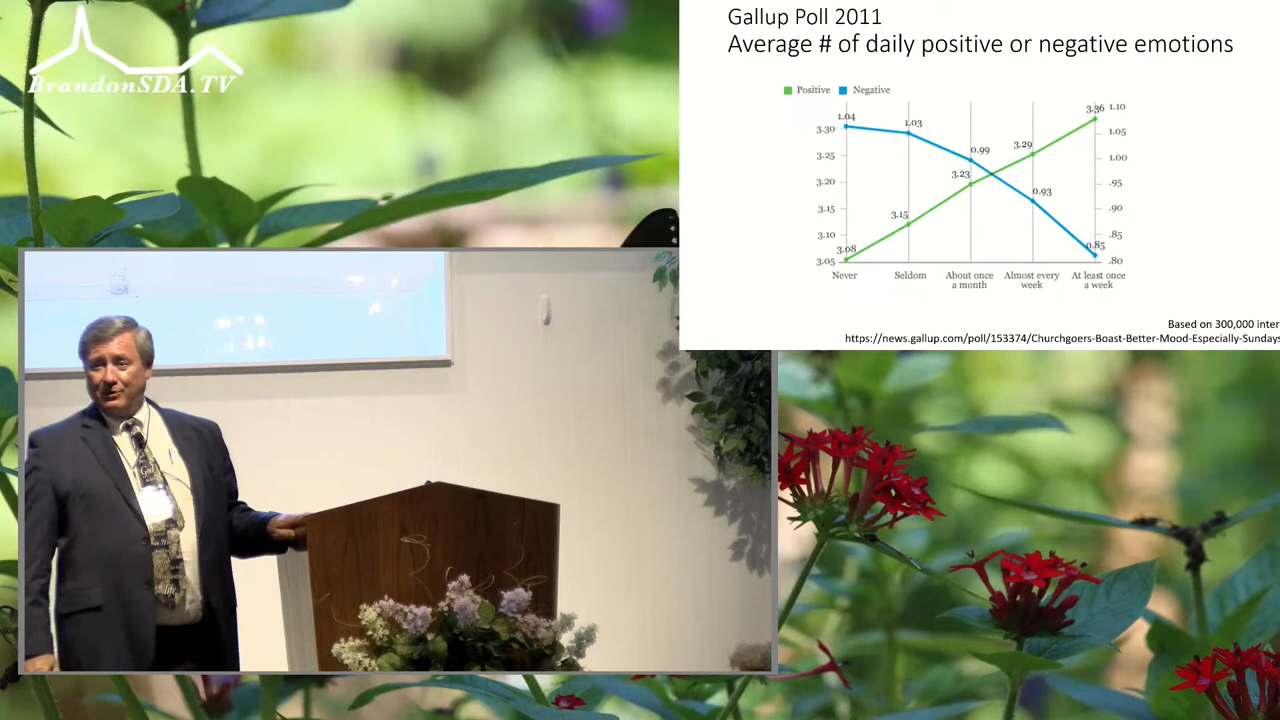 BrandonSDA.TV
Gallup Poll 2011
Average # of daily positive or negative emotions
Positive Negative
1.04
1.03
0.99
0.93
0.85
3.08
3.15
3.23
3.29
3.36
3.30
3.25
3.20
3.15
3.10
3.05
1.10
1.05
1.00
.95
.90
.85
.80
Never
Seldom
About once
a month
Almost every
week
At least once
a week
Based on 300,000 inter
https://news.gallup.com/poll/153374/Churchgoers-Boast-Better-Mood-Especially-Sundays
God
life